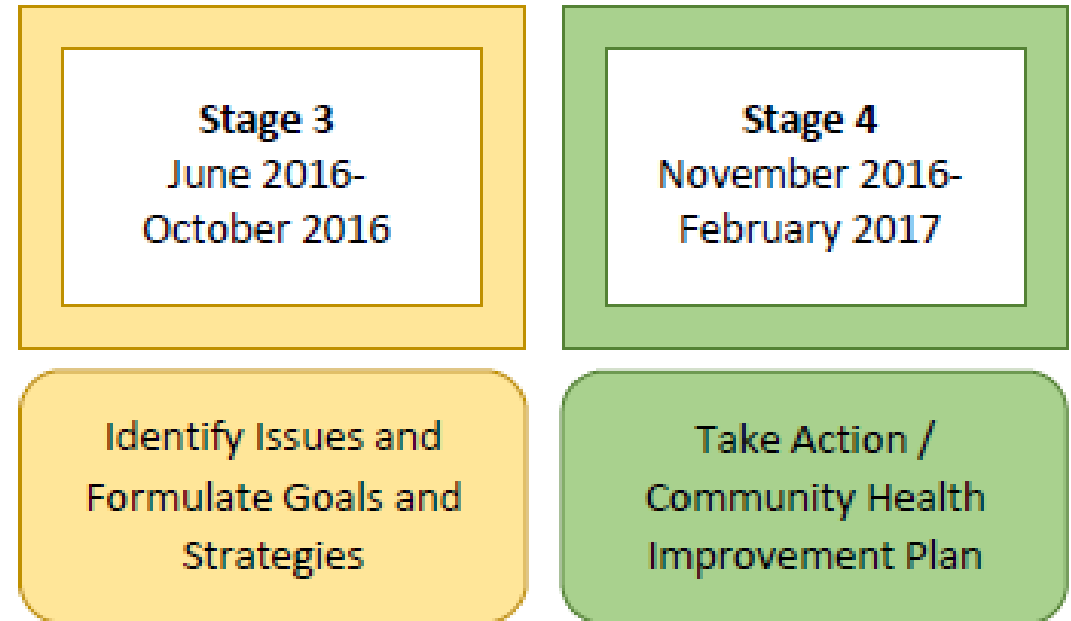 Stage 3
June 2016-
October 2016
Stage 4
November 2016-
February 2017
Identify Issues and
Formulate Goals and
Strategies
Take Action /
Community Health
Improvement Plan